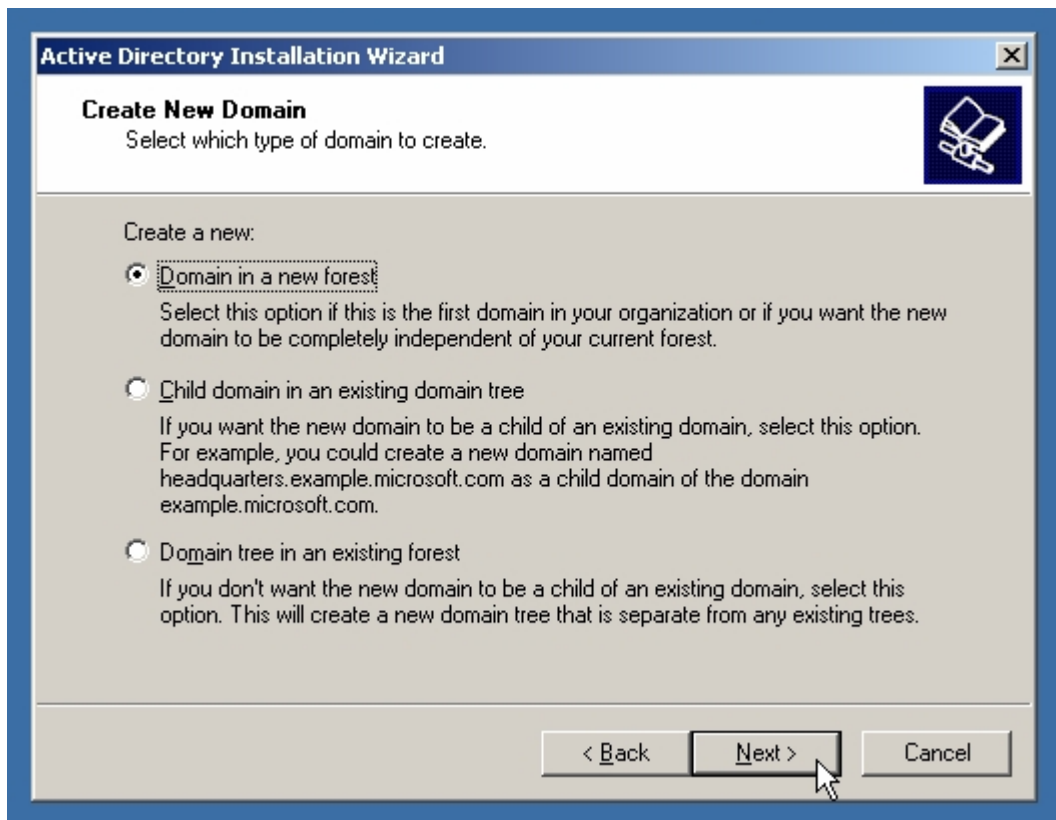 Active Directory Installation Wizard
Create New Domain
Select which type of domain to create.
Create a new:
Domain in a new forest
Select this option if this is the first domain in your organization or if you want the new
domain to be completely independent of your current forest.
Child domain in an existing domain tree
If you want the new domain to be a child of an existing domain, select this option.
For example, you could create a new domain named
headquarters.example.microsoft.com as a child domain of the domain
example.microsoft.com.
Domain tree in an existing forest
If you don't want the new domain to be a child of an existing domain, select this
option. This will create a new domain tree that is separate from any existing trees.
< Back Next > Cancel